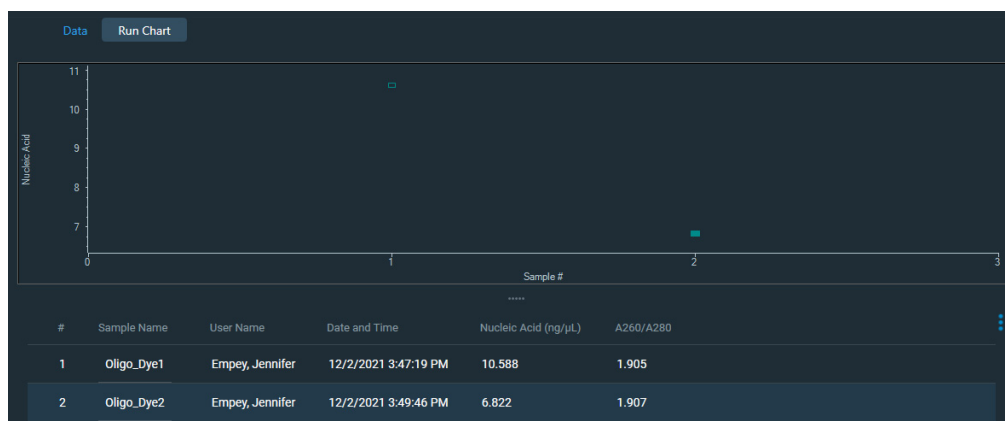 Data Run Chart
11
10
9
8
7
Nucleic Acid
0 1 2 3
Sample #
# Sample Name User Name Date and Time Nucleic Acid (ng/µL) A260/A280
1 Oligo_Dye1 Empey, Jennifer 12/2/2021 3:47:19 PM 10.588 1.905
2 Oligo_Dye2 Empey, Jennifer 12/2/2021 3:49:46 PM 6.822 1.907